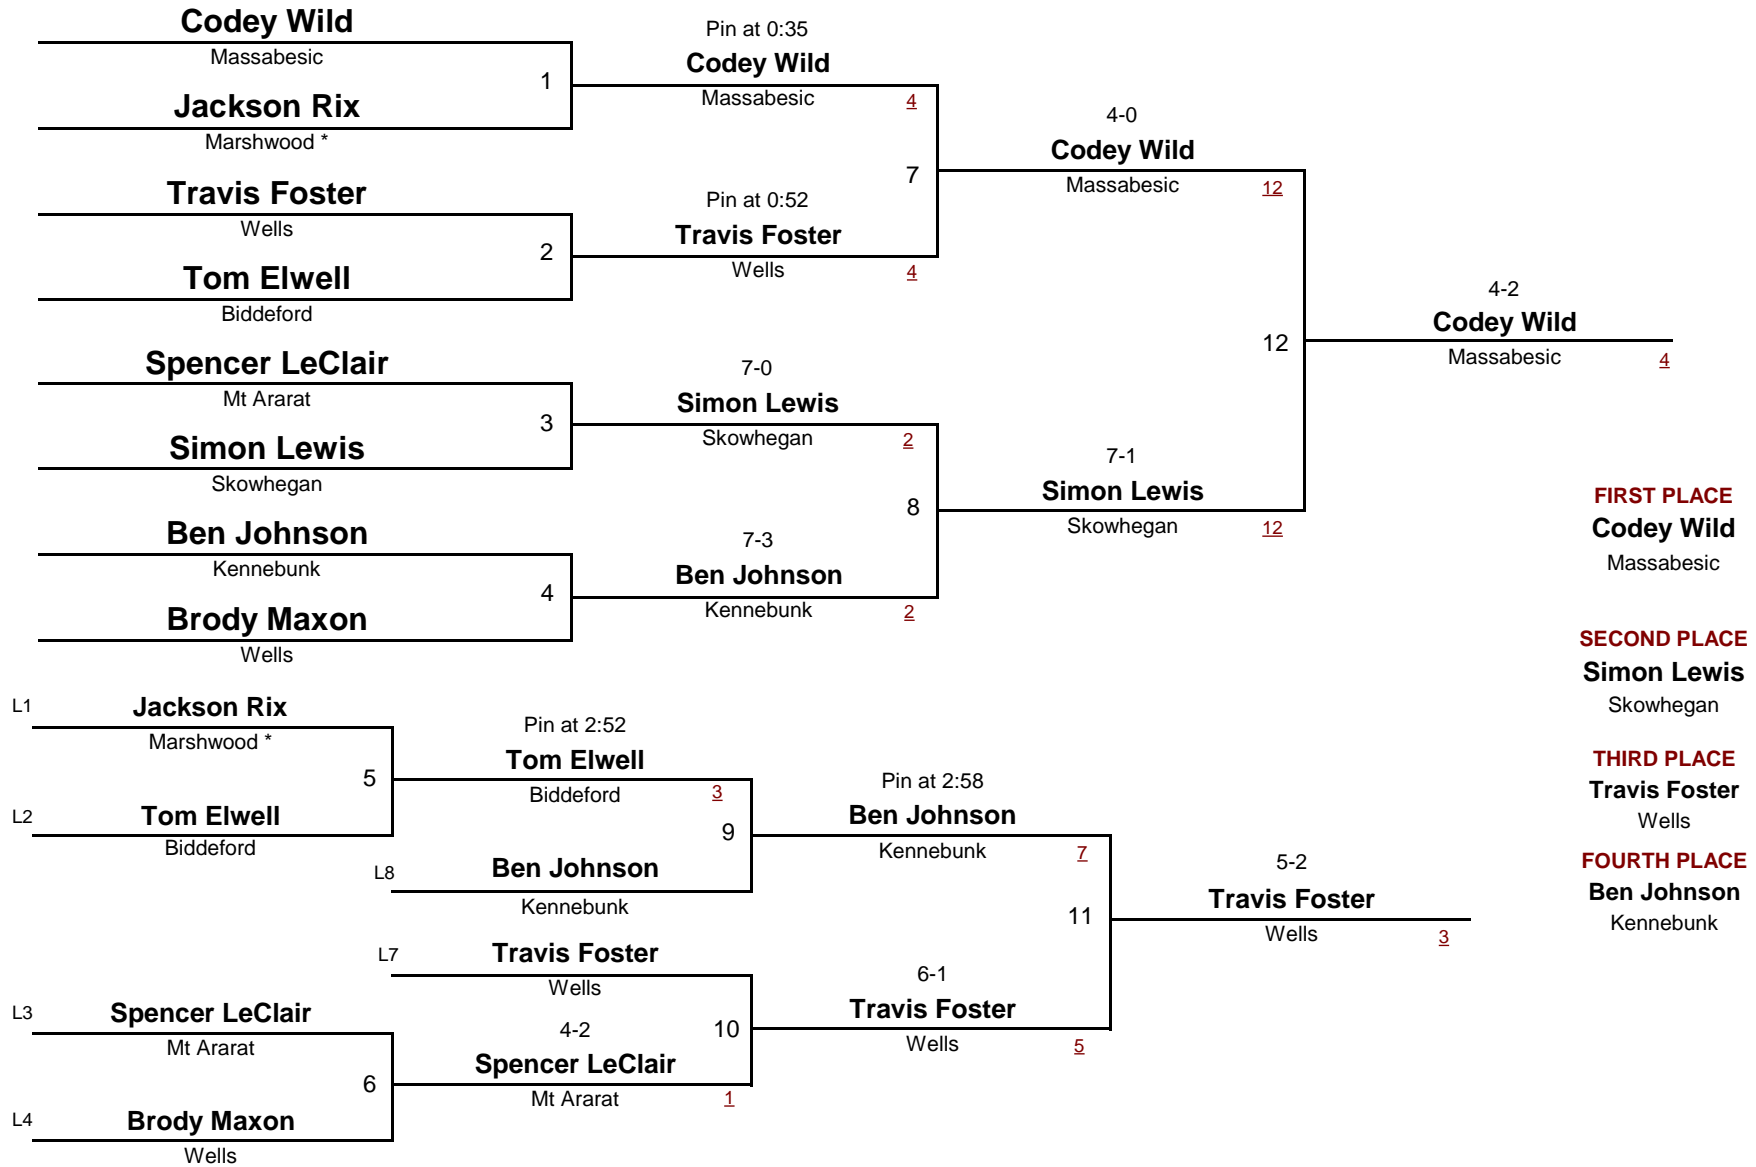 Codey Wild
Massabesic
1
Jackson Rix
Marshwood *
Travis Foster
Wells
2
Tom Elwell
Biddeford
Spencer LeClair
Mt Ararat
3
Simon Lewis
Skowhegan
Ben Johnson
Kennebunk
4
Brody Maxon
Wells
Pin at 0:35
Codey Wild
Massabesic 4
7
Pin at 0:52
Travis Foster
Wells 4
7-0
Simon Lewis
Skowhegan 2
8
7-3
Ben Johnson
Kennebunk 2
4-0
Codey Wild
Massabesic 12
12
7-1
Simon Lewis
Skowhegan 12
4-2
Codey Wild
Massabesic 4
FIRST PLACE
Codey Wild
Massabesic
SECOND PLACE
Simon Lewis
Skowhegan
THIRD PLACE
Travis Foster
Wells
FOURTH PLACE
Ben Johnson
Kennebunk
L1 Jackson Rix
Marshwood *
5
L2 Tom Elwell
Biddeford
Pin at 2:52
Tom Elwell
Biddeford 3
9
L8 Ben Johnson
Kennebunk
L7 Travis Foster
Wells
10
4-2
Spencer LeClair
Mt Ararat 1
L3 Spencer LeClair
Mt Ararat
6
L4 Brody Maxon
Wells
Pin at 2:58
Ben Johnson
Kennebunk 7
11
6-1
Travis Foster
Wells 5
5-2
Travis Foster
Wells 3